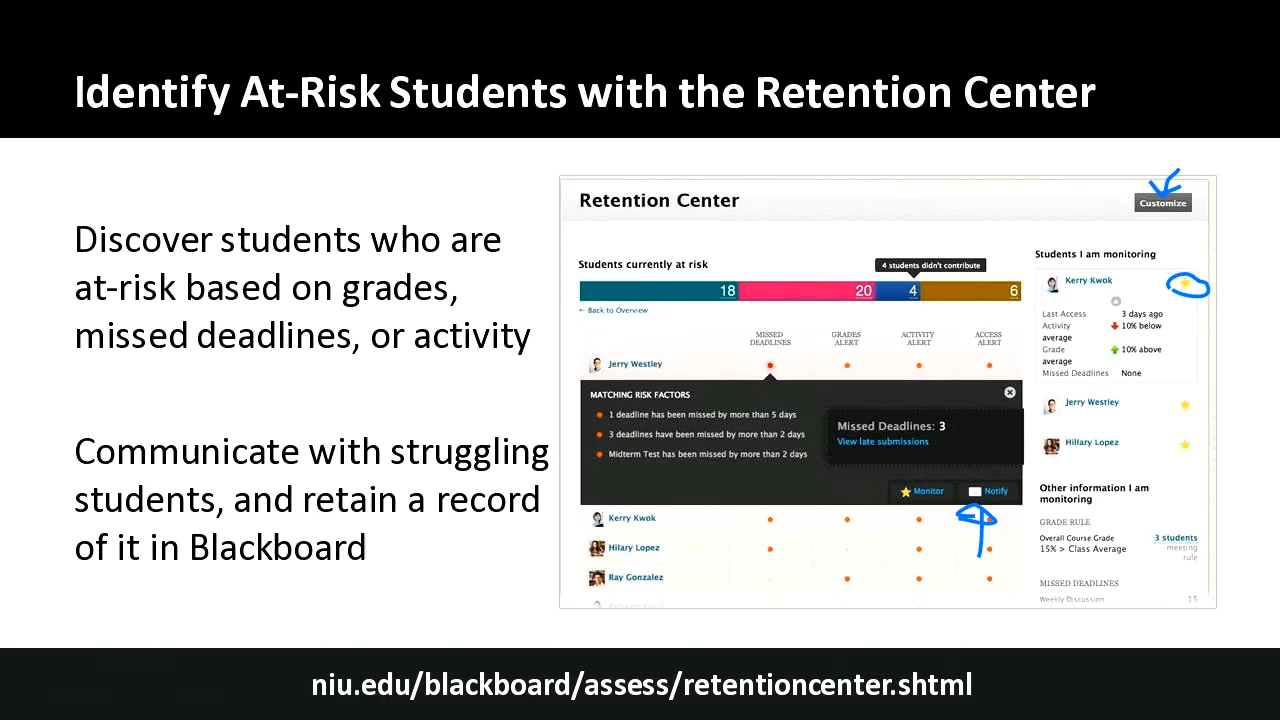 Identify At-Risk Students with the Retention Center
Discover students who are
at-risk based on grades,
missed deadlines, or activity
Communicate with struggling
students, and retain a record
of it in Blackboard
Retention Center
Customize
Students currently at risk
4 students didn't contribute
18 20 4 6
← Back to Overview
MISSED DEADLINES
GRADES ALERT
ACTIVITY ALERT
ACCESS ALERT
Jerry Westley
MATCHING RISK FACTORS
1 deadline has been missed by more than 5 days
3 deadlines have been missed by more than 2 days
Midterm Test has been missed by more than 2 days
Missed Deadlines: 3
View late submissions
Monitor Notify
Kerry Kwok
Hilary Lopez
Ray Gonzalez
Students I am monitoring
Kerry Kwok
Last Access 3 days ago
Activity average 10% below
Grade average 10% above
Missed Deadlines None
Jerry Westley
Hillary Lopez
Other information I am
monitoring
GRADE RULE
Overall Course Grade 3 students
15% > Class Average meeting
rule
MISSED DEADLINES
Weekly Discussion 15
niu.edu/blackboard/assess/retentioncenter.shtml